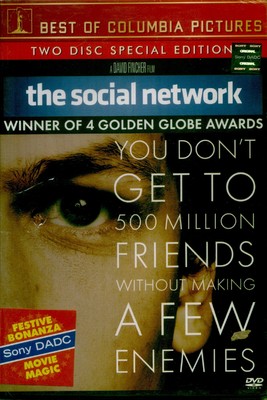 BEST OF COLUMBIA PICTURES
TWO DISC SPECIAL EDITION
ORIGINAL
Sony DADC
ORIGINAL
A DAVID FINCHER FILM
the social network
WINNER OF 4 GOLDEN GLOBE AWARDS
YOU DON'T
GET TO
500 MILLION
FRIENDS
WITHOUT MAKING
A FEW
ENEMIES
FESTIVE
BONANZA
Sony DADC
MOVIE
MAGIC
DVD